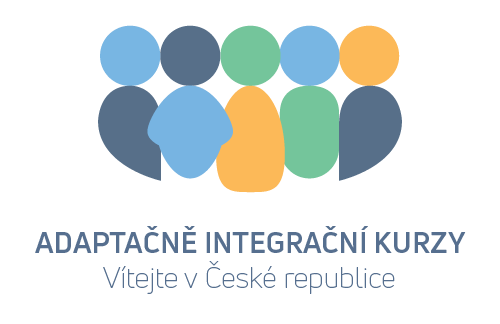 ADAPTAČNĚ INTEGRAČNÍ KURZY
Vítejte v České republice